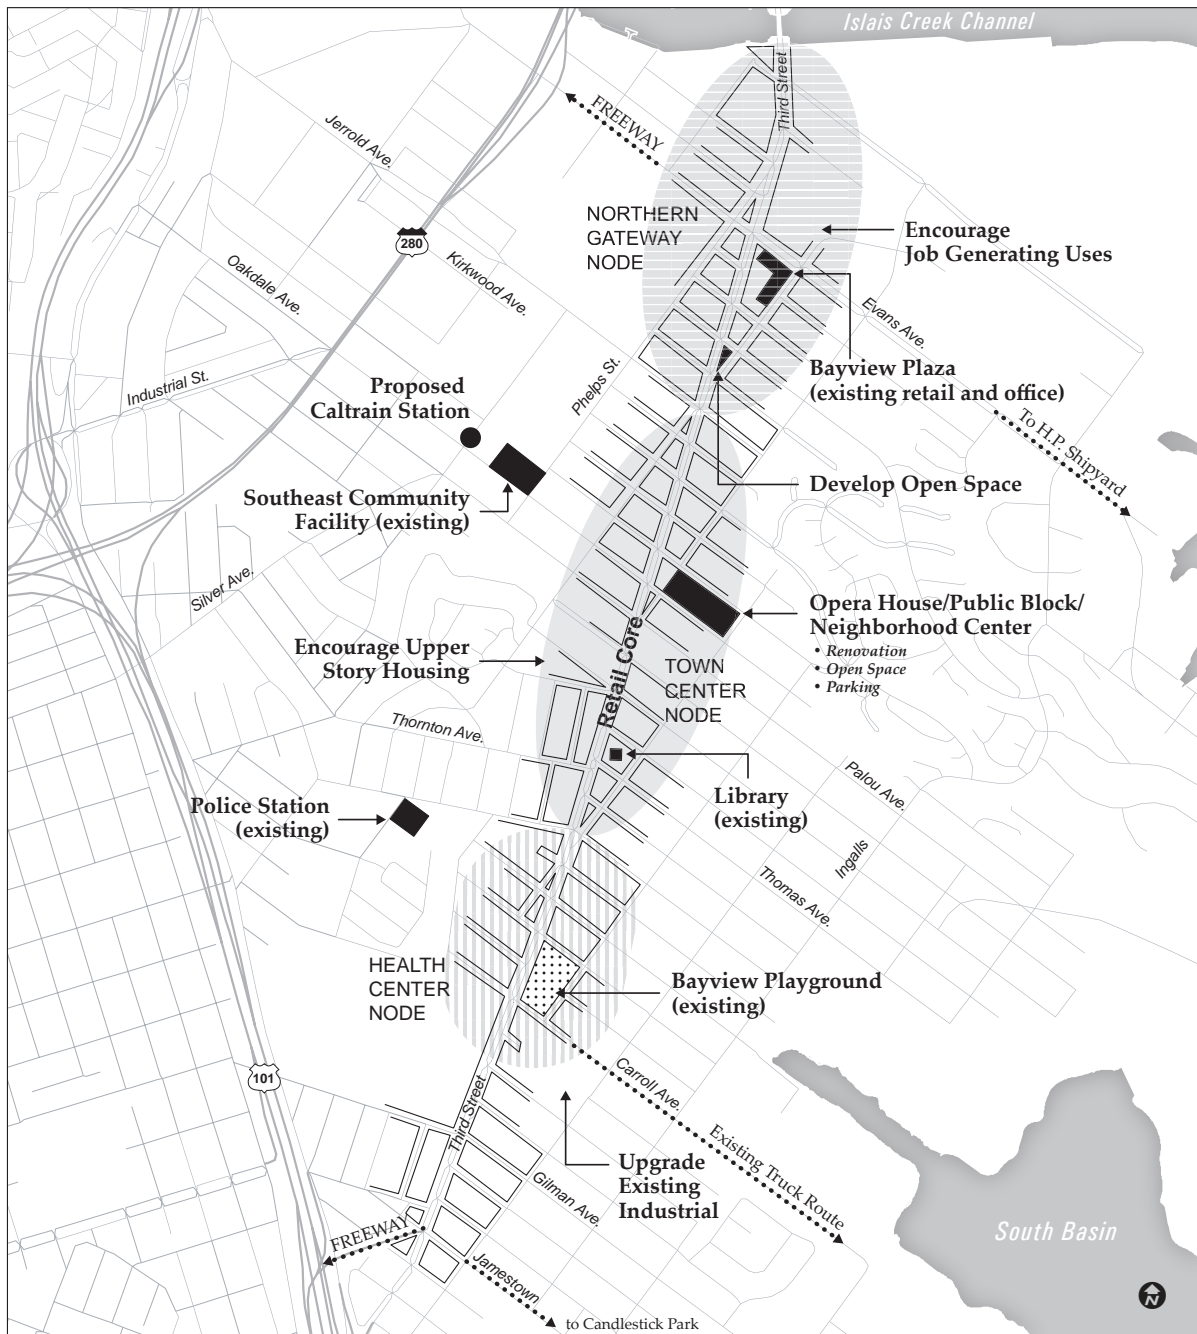 Islais Creek Channel
Third Street
FREEWAY
Jerrold Ave.
280
NORTHERN
GATEWAY
NODE
Encourage
Job Generating Uses
Oakdale Ave.
Kirkwood Ave.
Evans Ave.
Industrial St.
Phelps St.
Bayview Plaza
(existing retail and office)
Proposed
Caltrain Station
To H.P. Shipyard
Southeast Community
Facility (existing)
Develop Open Space
Silver Ave.
Opera House/Public Block/
Neighborhood Center
• Renovation
• Open Space
• Parking
Encourage Upper
Story Housing
Retail Core
TOWN
CENTER
NODE
Thornton Ave.
Palou Ave.
Library
(existing)
Police Station
(existing)
Ingalls
Thomas Ave.
HEALTH
CENTER
NODE
Bayview Playground
(existing)
101
Carroll Ave.
Third Street
Existing Truck Route
Upgrade
Existing
Industrial
Gilman Ave.
South Basin
FREEWAY
Jamestown
to Candlestick Park
N